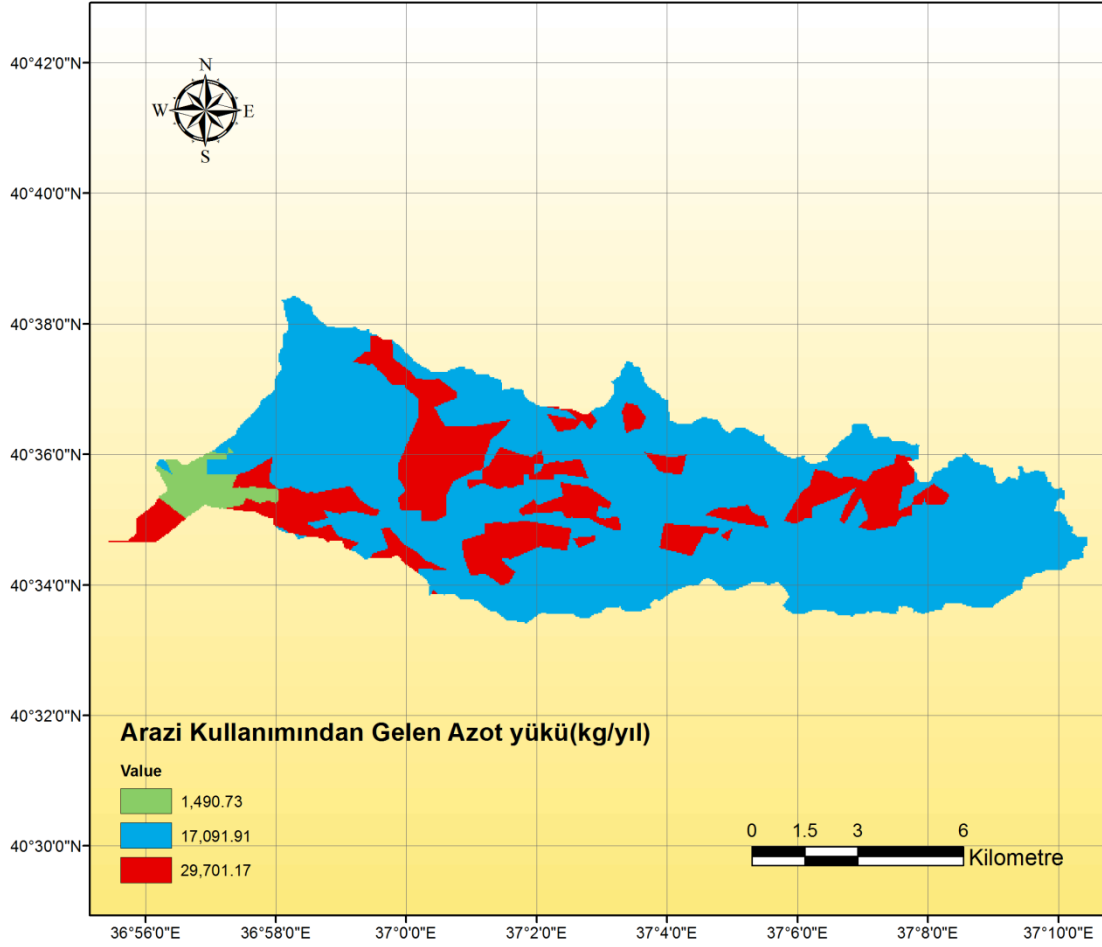 40°42'0"N
N
W E
S
40°40'0"N
40°38'0"N
40°36'0"N
40°34'0"N
40°32'0"N
Arazi Kullanımından Gelen Azot yükü(kg/yıl)
Value
1,490.73
17,091.91
29,701.17
0 1.5 3 6
Kilometre
40°30'0"N
36°56'0"E 36°58'0"E 37°0'0"E 37°2'0"E 37°4'0"E 37°6'0"E 37°8'0"E 37°10'0"E